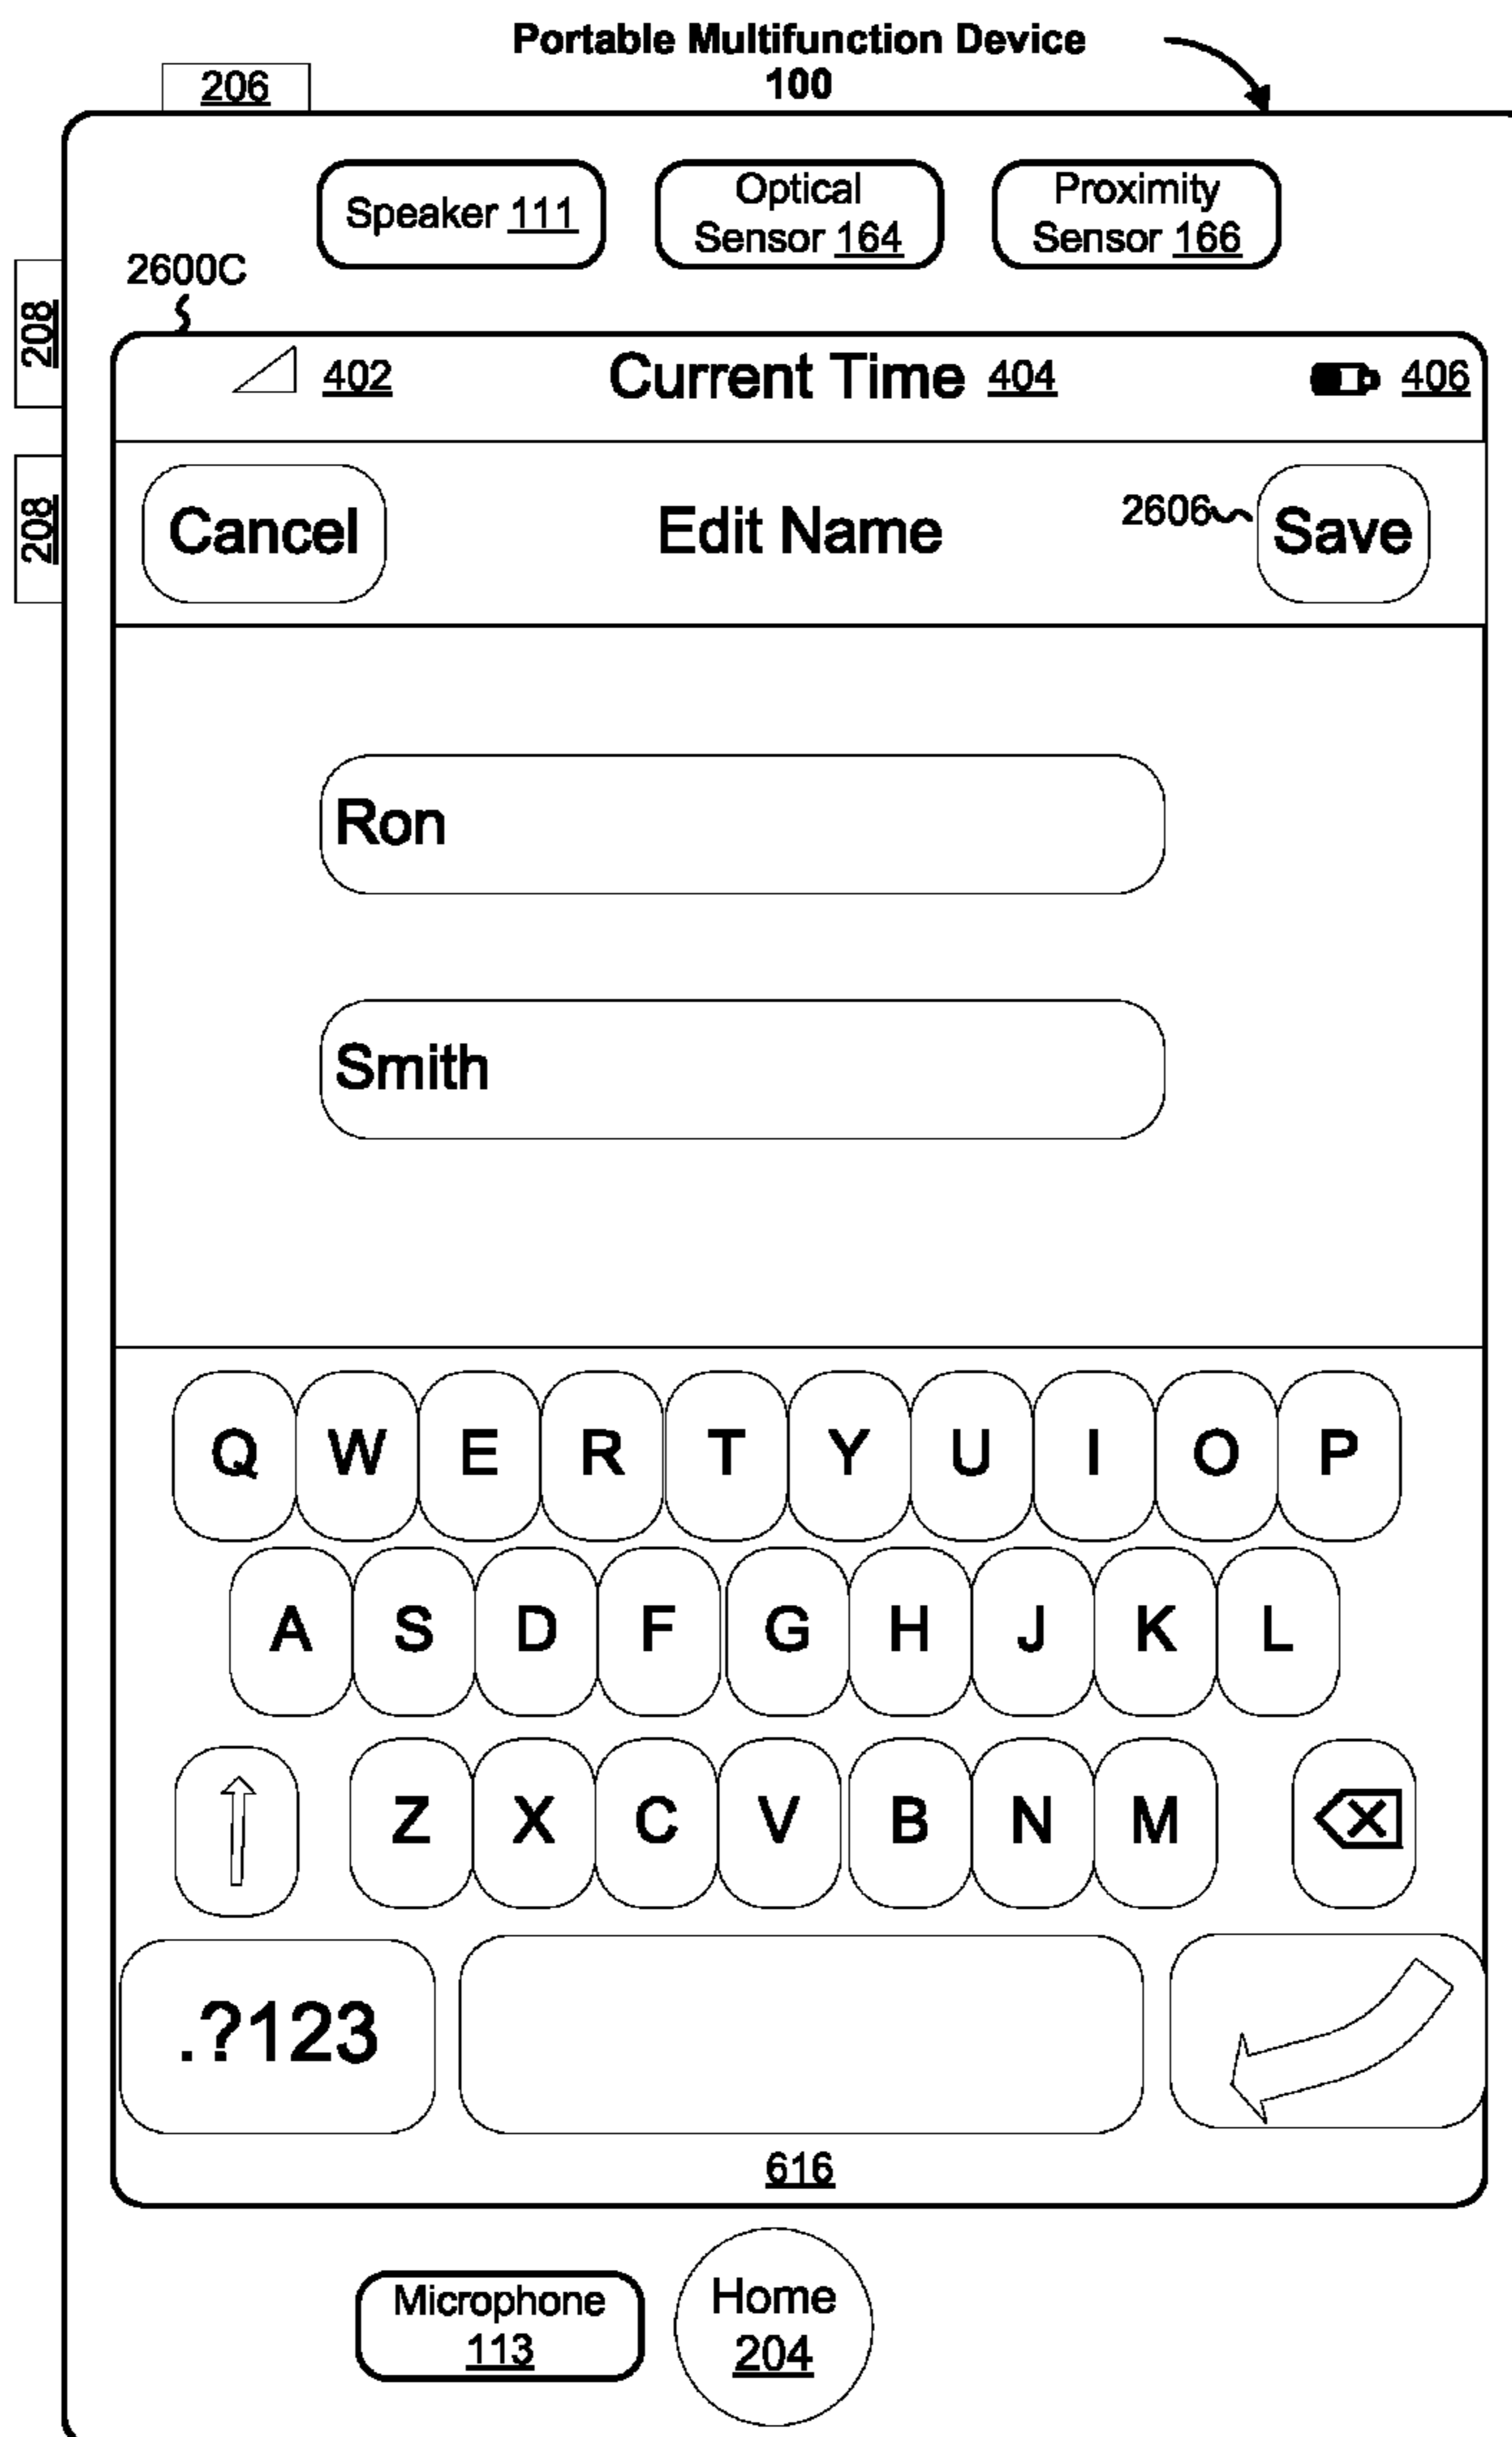 Portable Multifunction Device
100
206
Speaker 111
Optical
Sensor 164
Proximity
Sensor 166
2600C
208
402
Current Time 404
406
208
Cancel
Edit Name
2606
Save
Ron
Smith
Q W E R T Y U I O P
A S D F G H J K L
Z X C V B N M
.?123
616
Microphone
113
Home
204